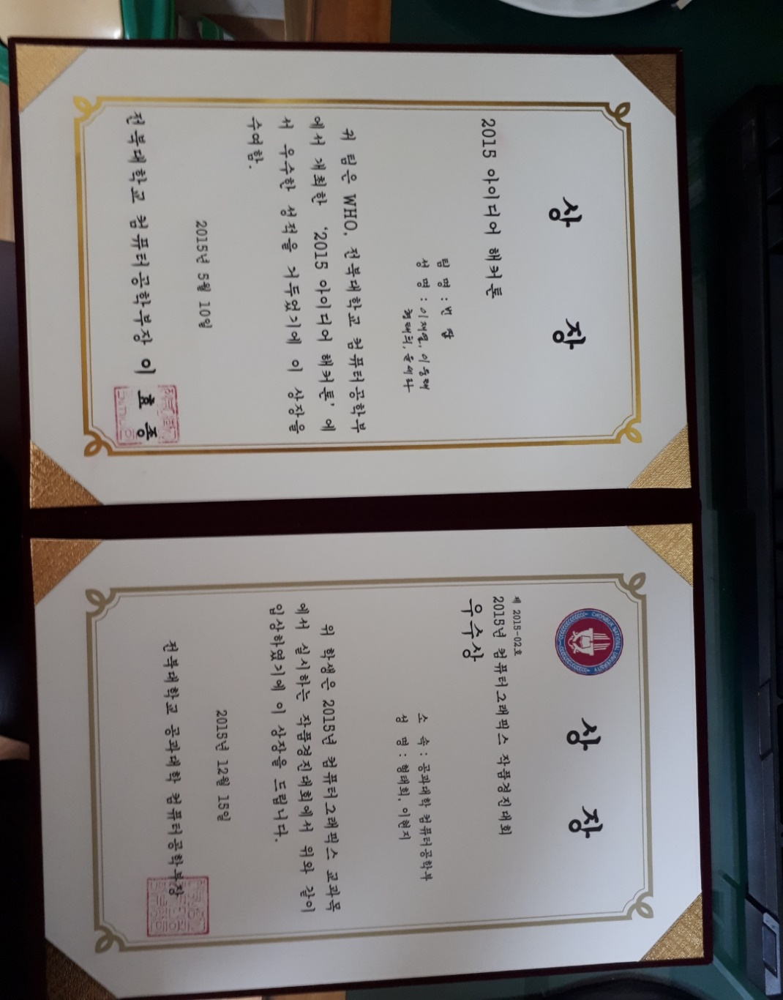 상 장
2015 아이디어 해커톤
팀 명 : 번 팜
성 명 : 이재열, 이동해
형태희, 윤세라
귀 팀은 WHO, 전북대학교 컴퓨터공학부
에서 개최한 '2015 아이디어 해커톤' 에
서 우수한 성적을 거두었기에 이 상장을
수여함.
2015년 5월 10일
전북대학교 컴퓨터공학부장 이 효 종
CHONBUK NATIONAL UNIVERSITY
상 장
제 2015-02호
2015년 컴퓨터그래픽스 작품경진대회
우수상
소 속 : 공과대학 컴퓨터공학부
성 명 : 형태희, 이현지
위 학생은 2015년 컴퓨터그래픽스 교과목
에서 실시하는 작품경진대회에서 위와 같이
입상하였기에 이 상장을 드립니다.
2015년 12월 15일
전북대학교 공과대학 컴퓨터공학부장